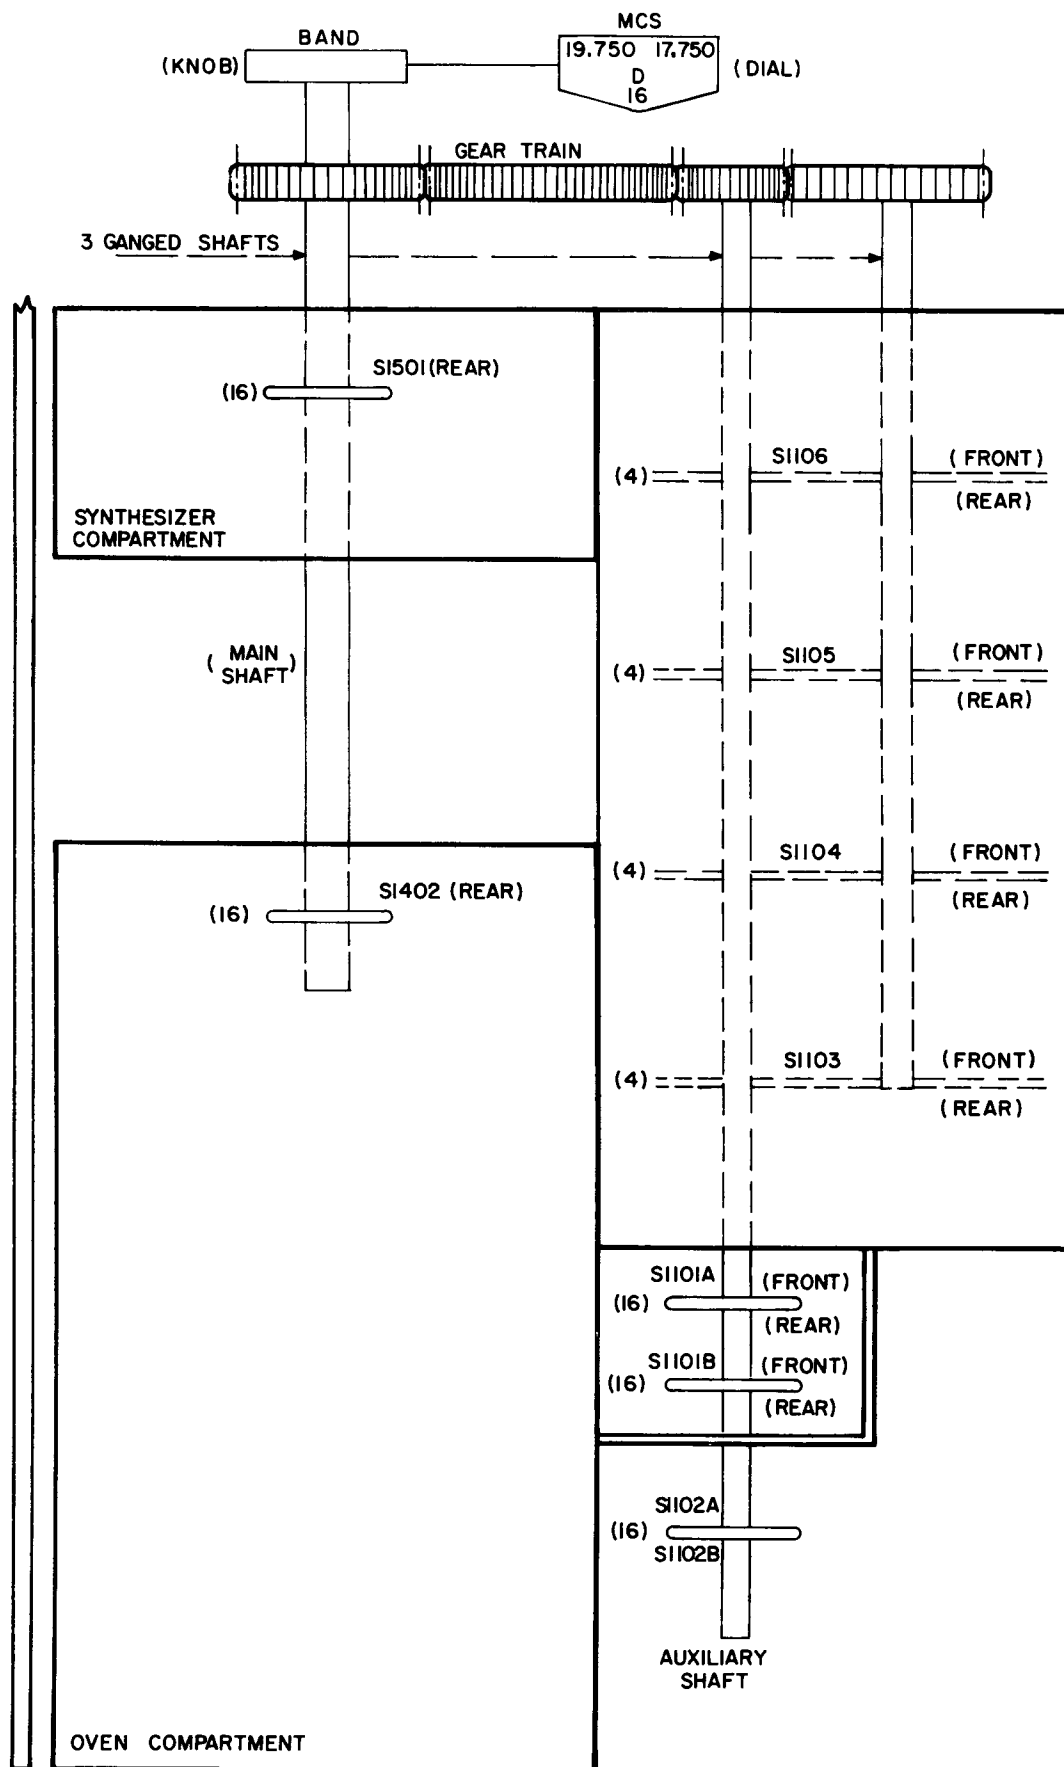 BAND
MCS
(KNOB)
19.750 17.750
D
16
(DIAL)
GEAR TRAIN
3 GANGED SHAFTS
S1501 (REAR)
(16)
SYNTHESIZER
COMPARTMENT
S1106
(FRONT)
(4)
(REAR)
(MAIN
SHAFT)
S1105
(FRONT)
(4)
(REAR)
S1104
(FRONT)
(4)
(REAR)
S1402 (REAR)
(16)
S1103
(FRONT)
(4)
(REAR)
S1101A
(FRONT)
(16)
(REAR)
S1101B
(FRONT)
(16)
(REAR)
S1102A
(16)
S1102B
AUXILIARY
SHAFT
OVEN COMPARTMENT